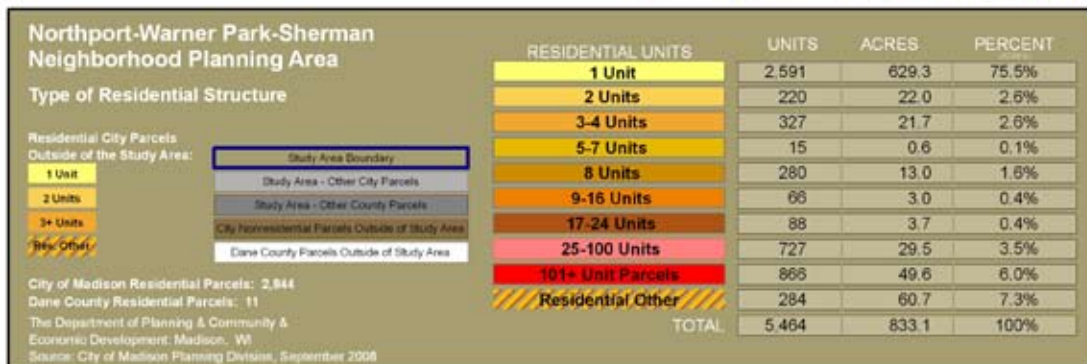 Northport-Warner Park-Sherman
Neighborhood Planning Area
Type of Residential Structure
Residential City Parcels
Outside of the Study Area:
1 Unit
2 Units
3+ Units
Res. Other
Study Area Boundary
Study Area - Other City Parcels
Study Area - Other County Parcels
City Nonresidential Parcels Outside of Study Area
Dane County Parcels Outside of Study Area
City of Madison Residential Parcels: 2,944
Dane County Residential Parcels: 11
The Department of Planning & Community &
Economic Development: Madison, WI
Source: City of Madison Planning Division, September 2008
RESIDENTIAL UNITS UNITS ACRES PERCENT
1 Unit 2,591 629.3 75.5%
2 Units 220 22.0 2.6%
3-4 Units 327 21.7 2.6%
5-7 Units 15 0.6 0.1%
8 Units 280 13.0 1.6%
9-16 Units 66 3.0 0.4%
17-24 Units 88 3.7 0.4%
25-100 Units 727 29.5 3.5%
101+ Unit Parcels 866 49.6 6.0%
Residential Other 284 60.7 7.3%
TOTAL 5,464 833.1 100%